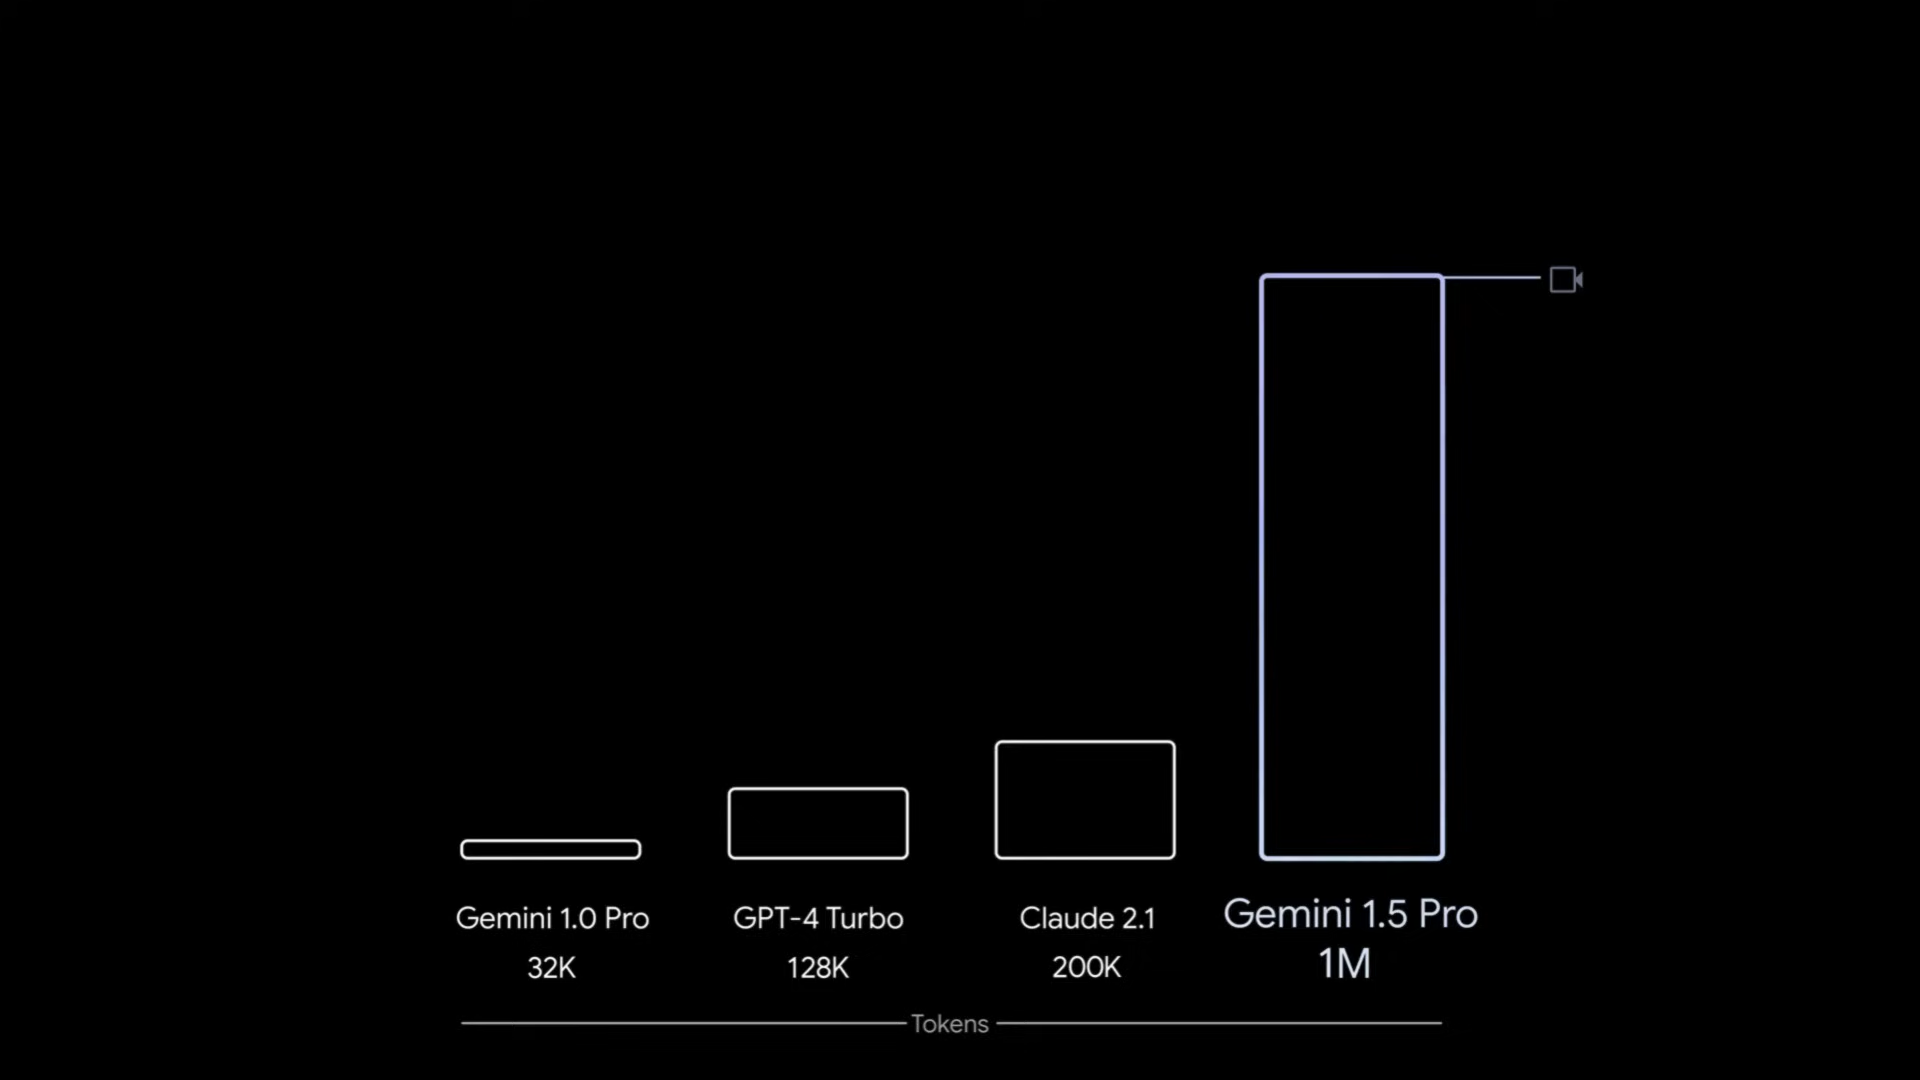 Gemini 1.0 Pro
32K
GPT-4 Turbo
128K
Claude 2.1
200K
Gemini 1.5 Pro
1M
Tokens